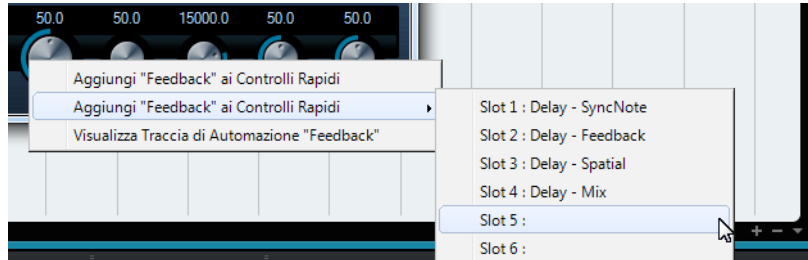 50.0 50.0 15000.0 50.0 50.0
Aggiungi "Feedback" ai Controlli Rapidi
Aggiungi "Feedback" ai Controlli Rapidi
Visualizza Traccia di Automazione "Feedback"
Slot 1 : Delay - SyncNote
Slot 2 : Delay - Feedback
Slot 3 : Delay - Spatial
Slot 4 : Delay - Mix
Slot 5 :
Slot 6 :